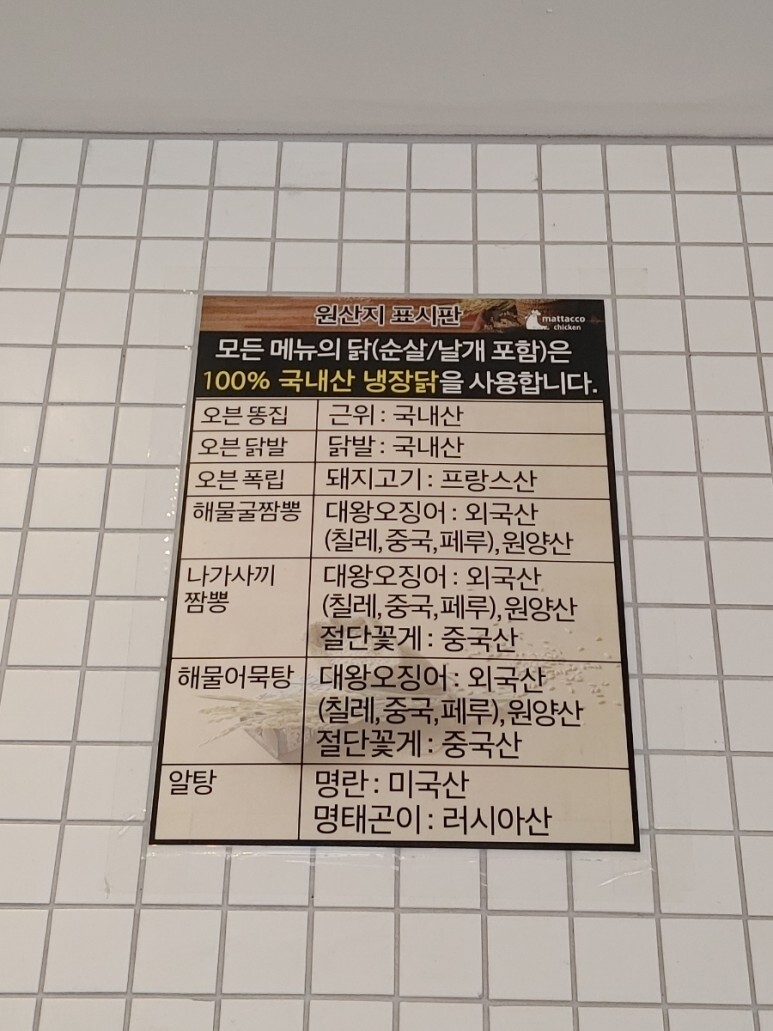 원산지 표시판
mattacco
chicken
모든 메뉴의 닭(순살/날개 포함)은
100% 국내산 냉장닭을 사용합니다.
오븐 똥집 근위 : 국내산
오븐 닭발 닭발 : 국내산
오븐 폭립 돼지고기 : 프랑스산
해물굴짬뽕 대왕오징어 : 외국산
(칠레,중국,페루),원양산
나가사끼 대왕오징어 : 외국산
짬뽕 (칠레,중국,페루),원양산
절단꽃게 : 중국산
해물어묵탕 대왕오징어 : 외국산
(칠레,중국,페루),원양산
절단꽃게 : 중국산
알탕 명란 : 미국산
명태곤이 : 러시아산